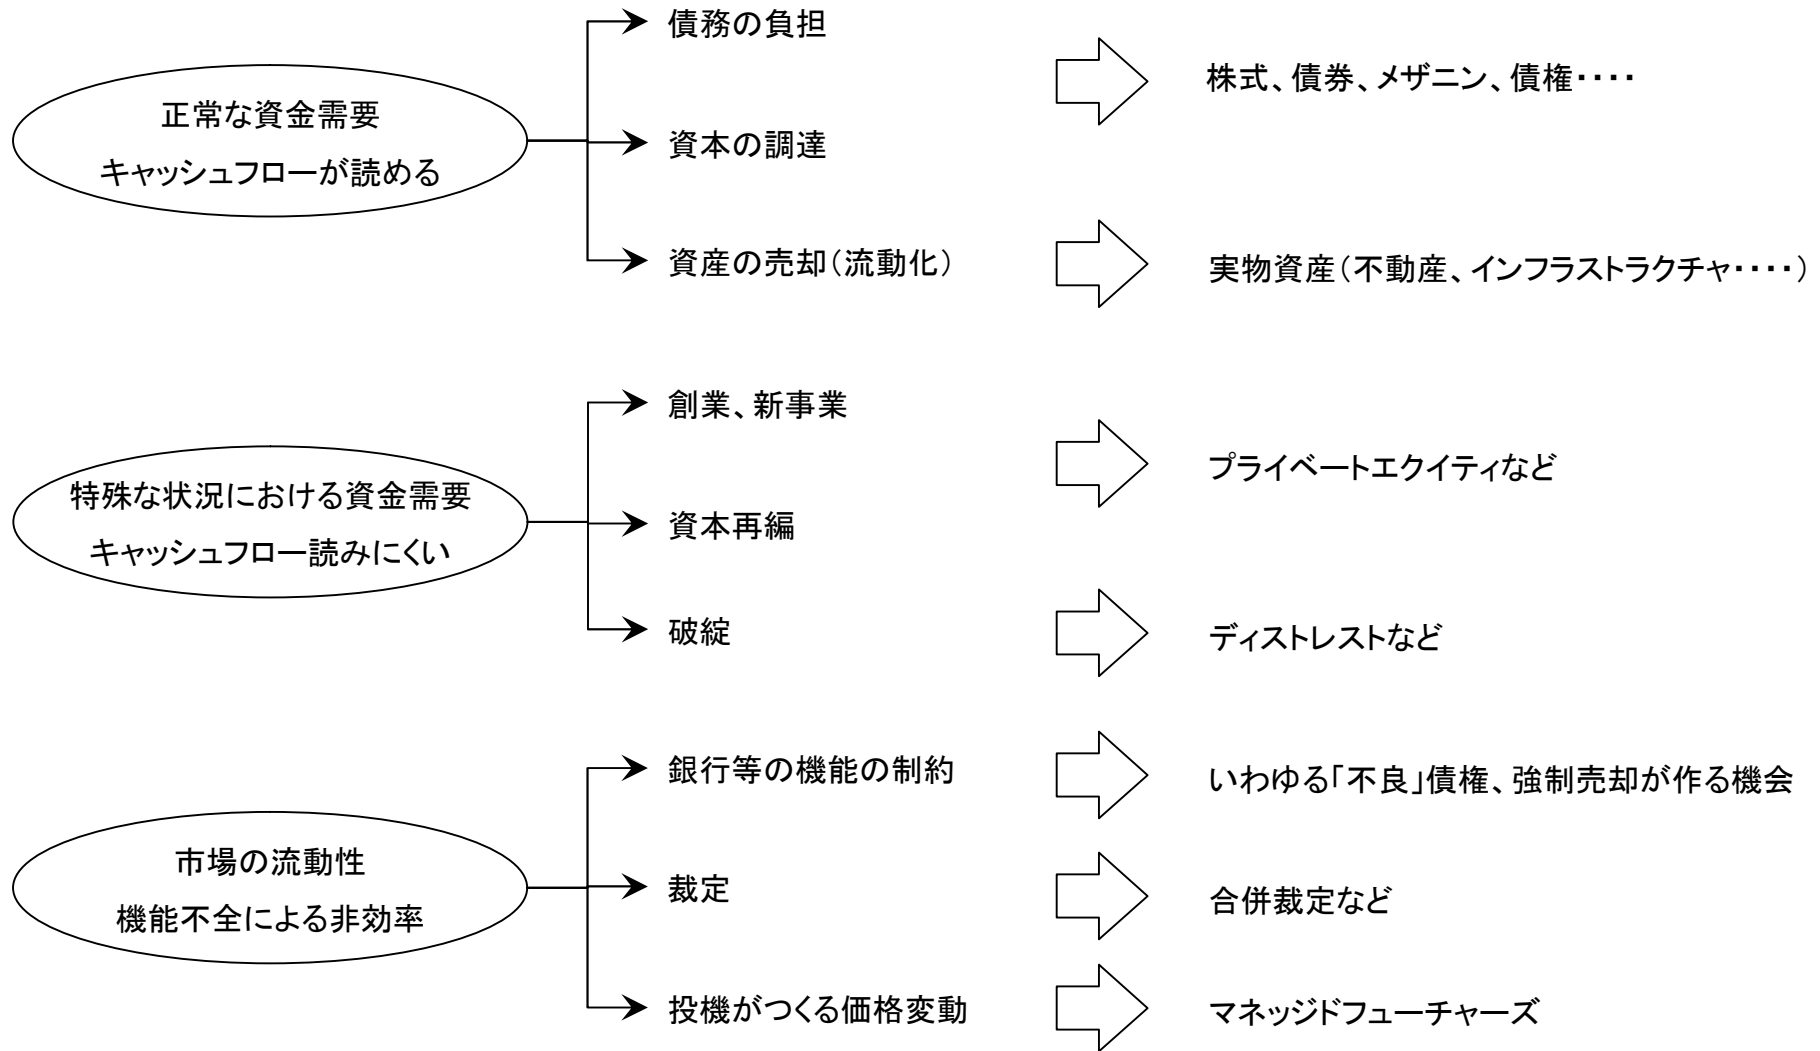 正常な資金需要
キャッシュフローが読める
債務の負担
資本の調達
資産の売却（流動化）
株式、債券、メザニン、債権・・・・
実物資産（不動産、インフラストラクチャ・・・・）
特殊な状況における資金需要
キャッシュフロー読みにくい
創業、新事業
資本再編
破綻
プライベートエクイティなど
ディストレストなど
市場の流動性
機能不全による非効率
銀行等の機能の制約
裁定
投機がつくる価格変動
いわゆる「不良」債権、強制売却が作る機会
合併裁定など
マネッジドフューチャーズ